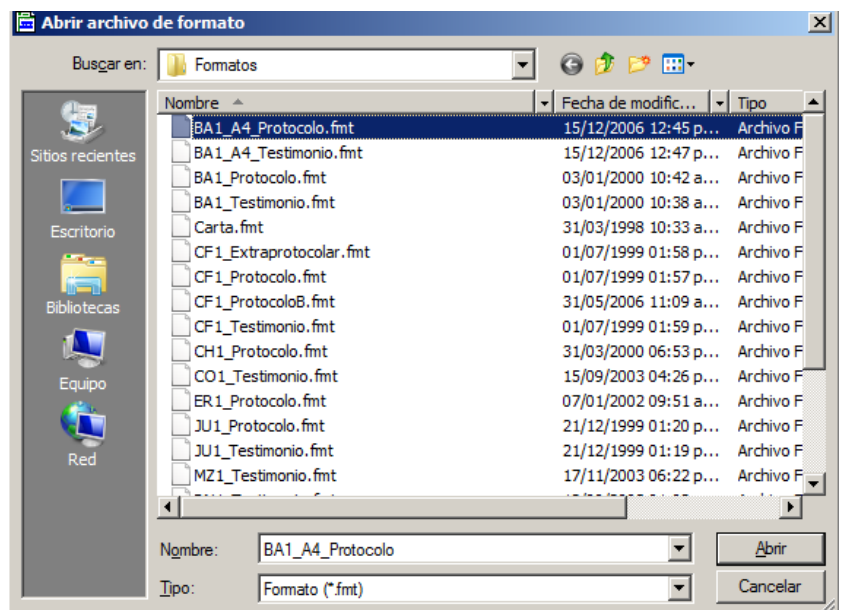 Abrir archivo de formato
Buscar en: Formatos
Nombre Fecha de modific... Tipo
BA1_A4_Protocolo.fmt 15/12/2006 12:45 p... Archivo F
BA1_A4_Testimonio.fmt 15/12/2006 12:47 p... Archivo F
BA1_Protocolo.fmt 03/01/2000 10:42 a... Archivo F
BA1_Testimonio.fmt 03/01/2000 10:38 a... Archivo F
Carta.fmt 31/03/1998 10:33 a... Archivo F
CF1_Extraprotocolar.fmt 01/07/1999 01:58 p... Archivo F
CF1_Protocolo.fmt 01/07/1999 01:57 p... Archivo F
CF1_ProtocoloB.fmt 31/05/2006 11:09 a... Archivo F
CF1_Testimonio.fmt 01/07/1999 01:59 p... Archivo F
CH1_Protocolo.fmt 31/03/2000 06:53 p... Archivo F
CO1_Testimonio.fmt 15/09/2003 04:26 p... Archivo F
ER1_Protocolo.fmt 07/01/2002 09:51 a... Archivo F
JU1_Protocolo.fmt 21/12/1999 01:20 p... Archivo F
JU1_Testimonio.fmt 21/12/1999 01:19 p... Archivo F
MZ1_Testimonio.fmt 17/11/2003 06:22 p... Archivo F
Sitios recientes
Escritorio
Bibliotecas
Equipo
Red
Nombre: BA1_A4_Protocolo Abrir
Tipo: Formato (*.fmt) Cancelar